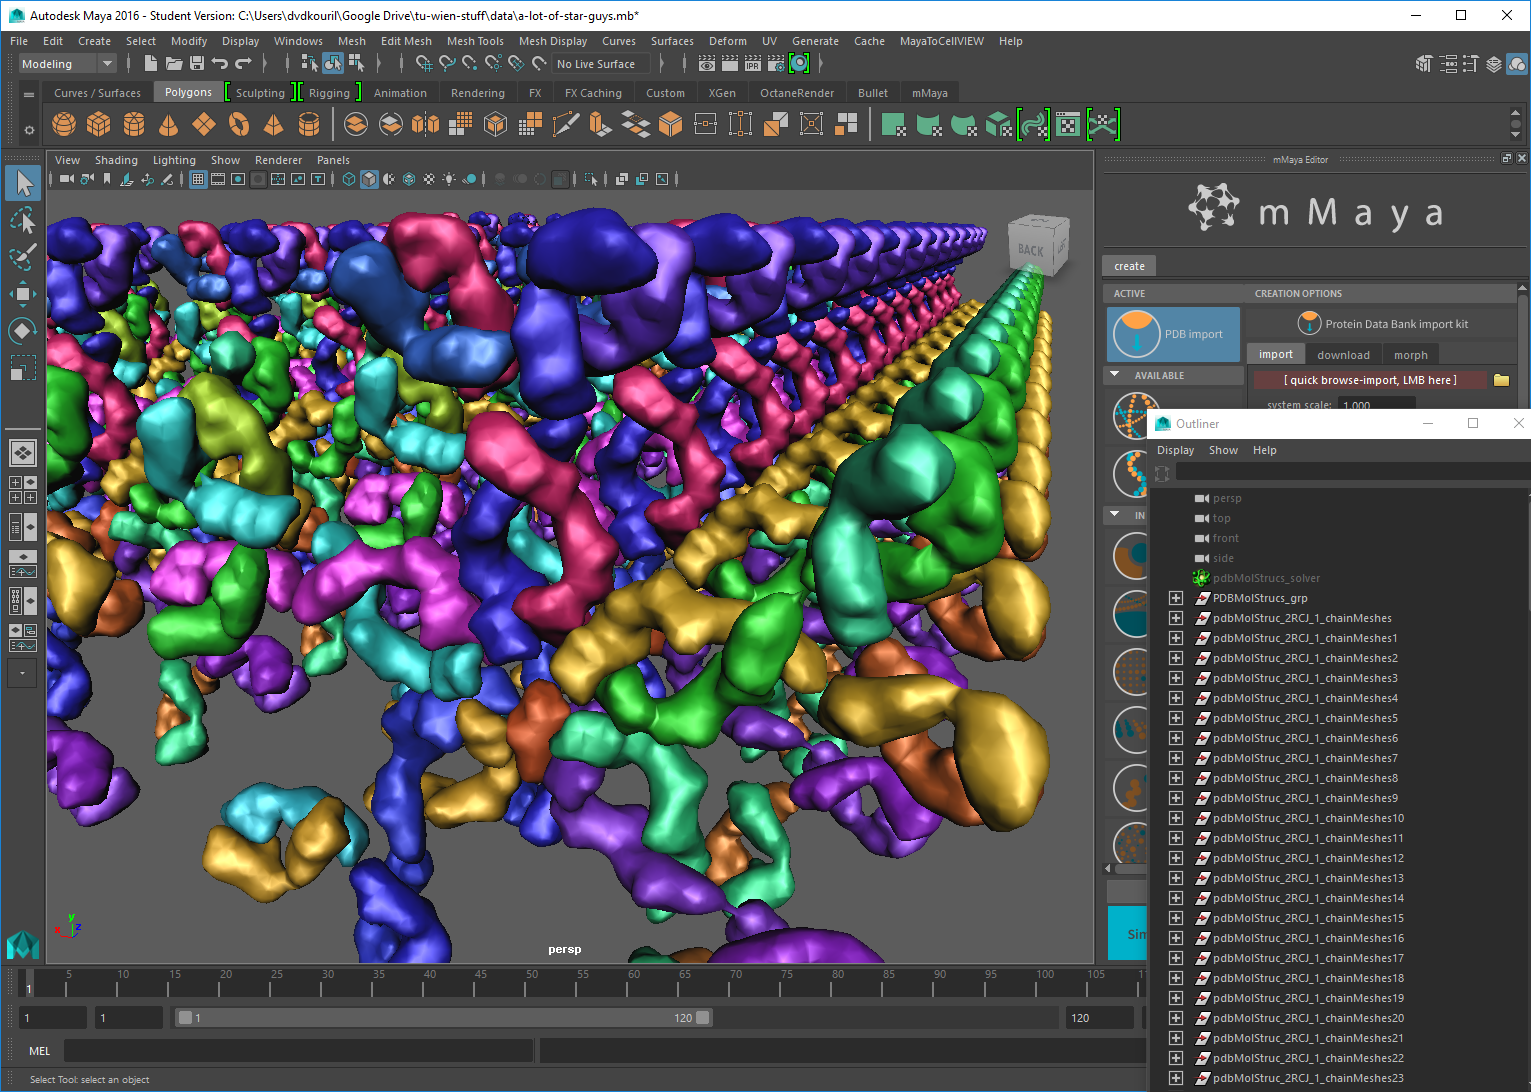 Autodesk Maya 2016 - Student Version: C:\Users\dvdkouril\Google Drive\tu-wien-stuff\data\a-lot-of-star-guys.mb*
File Edit Create Select Modify Display Windows Mesh Edit Mesh Mesh Tools Mesh Display Curves Surfaces Deform UV Generate Cache MayaToCellVIEW Help
Modeling No Live Surface IPR
Curves / Surfaces Polygons Sculpting Rigging Animation Rendering FX FX Caching Custom XGen OctaneRender Bullet mMaya
View Shading Lighting Show Renderer Panels
BACK
persp
y
x z
mMaya Editor
mMaya
create
ACTIVE CREATION OPTIONS
PDB import Protein Data Bank import kit
import download morph
AVAILABLE
[ quick browse-import, LMB here ]
system scale: 1.000
IN
Sim
Outliner
Display Show Help
persp
top
front
side
pdbMolStrucs_solver
PDBMolStrucs_grp
pdbMolStruc_2RCJ_1_chainMeshes
pdbMolStruc_2RCJ_1_chainMeshes1
pdbMolStruc_2RCJ_1_chainMeshes2
pdbMolStruc_2RCJ_1_chainMeshes3
pdbMolStruc_2RCJ_1_chainMeshes4
pdbMolStruc_2RCJ_1_chainMeshes5
pdbMolStruc_2RCJ_1_chainMeshes6
pdbMolStruc_2RCJ_1_chainMeshes7
pdbMolStruc_2RCJ_1_chainMeshes8
pdbMolStruc_2RCJ_1_chainMeshes9
pdbMolStruc_2RCJ_1_chainMeshes10
pdbMolStruc_2RCJ_1_chainMeshes11
pdbMolStruc_2RCJ_1_chainMeshes12
pdbMolStruc_2RCJ_1_chainMeshes13
pdbMolStruc_2RCJ_1_chainMeshes14
pdbMolStruc_2RCJ_1_chainMeshes15
pdbMolStruc_2RCJ_1_chainMeshes16
pdbMolStruc_2RCJ_1_chainMeshes17
pdbMolStruc_2RCJ_1_chainMeshes18
pdbMolStruc_2RCJ_1_chainMeshes19
pdbMolStruc_2RCJ_1_chainMeshes20
pdbMolStruc_2RCJ_1_chainMeshes21
pdbMolStruc_2RCJ_1_chainMeshes22
pdbMolStruc_2RCJ_1_chainMeshes23
5 10 15 20 25 30 35 40 45 50 55 60 65 70 75 80 85 90 95 100 105
1
1 1 1 120 120
MEL
Select Tool: select an object